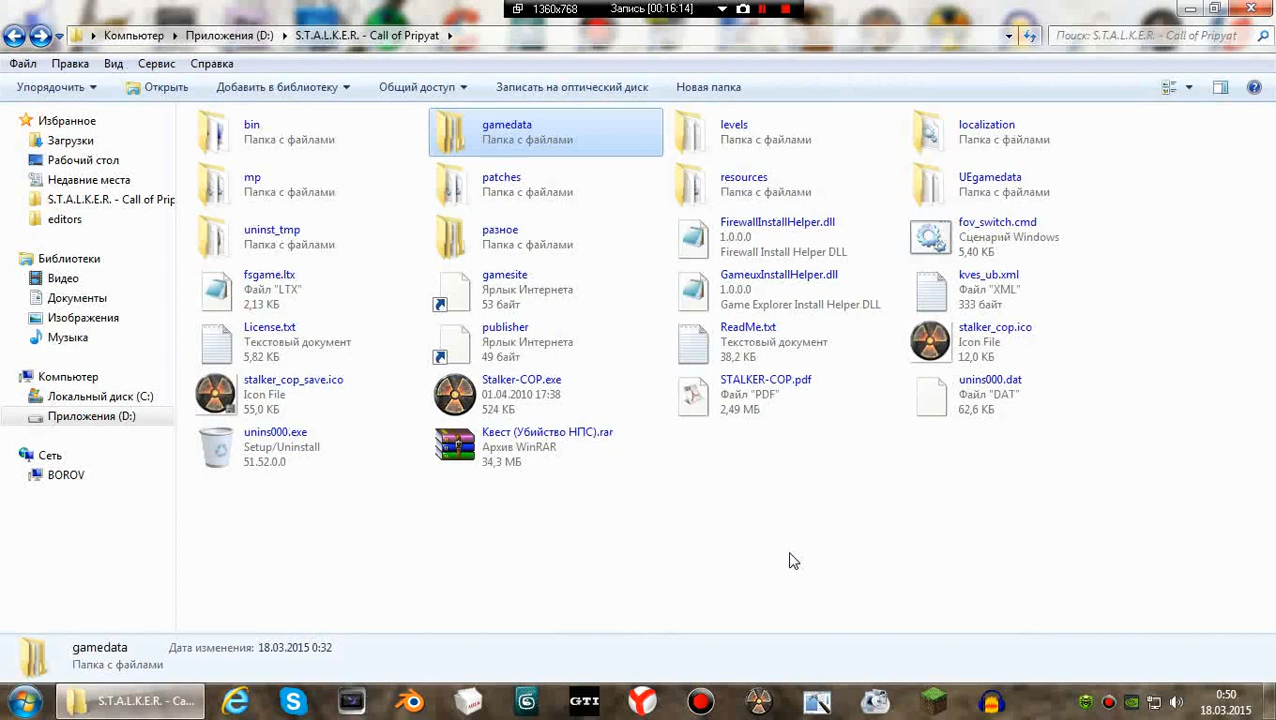 1360x768 Запись [00:16:14]
Компьютер Приложения (D:) S.T.A.L.K.E.R. - Call of Pripyat Поиск: S.T.A.L.K.E.R. - Call of Pripyat
Файл Правка Вид Сервис Справка
Упорядочить Открыть Добавить в библиотеку Общий доступ Записать на оптический диск Новая папка
Избранное
Загрузки
Рабочий стол
Недавние места
S.T.A.L.K.E.R. - Call of Prip
editors
Библиотеки
Видео
Документы
Изображения
Музыка
Компьютер
Локальный диск (C:)
Приложения (D:)
Сеть
BOROV
bin
Папка с файлами
gamedata
Папка с файлами
levels
Папка с файлами
localization
Папка с файлами
mp
Папка с файлами
patches
Папка с файлами
resources
Папка с файлами
UEgamedata
Папка с файлами
uninst_tmp
Папка с файлами
разное
Папка с файлами
FirewallInstallHelper.dll
1.0.0.0
Firewall Install Helper DLL
fov_switch.cmd
Сценарий Windows
5,40 КБ
fsgame.ltx
Файл "LTX"
2,13 КБ
gamesite
Ярлык Интернета
53 байт
GameuxInstallHelper.dll
1.0.0.0
Game Explorer Install Helper DLL
kves_ub.xml
Файл "XML"
333 байт
License.txt
Текстовый документ
5,82 КБ
publisher
Ярлык Интернета
49 байт
ReadMe.txt
Текстовый документ
38,2 КБ
stalker_cop.ico
Icon File
12,0 КБ
stalker_cop_save.ico
Icon File
55,0 КБ
Stalker-COP.exe
01.04.2010 17:38
524 КБ
STALKER-COP.pdf
Файл "PDF"
2,49 МБ
unins000.dat
Файл "DAT"
62,6 КБ
unins000.exe
Setup/Uninstall
51.52.0.0
Квест (Убийство НПС).rar
Архив WinRAR
34,3 МБ
gamedata Дата изменения: 18.03.2015 0:32
Папка с файлами
S.T.A.L.K.E.R. - Ca...
GTI
0:50
18.03.2015